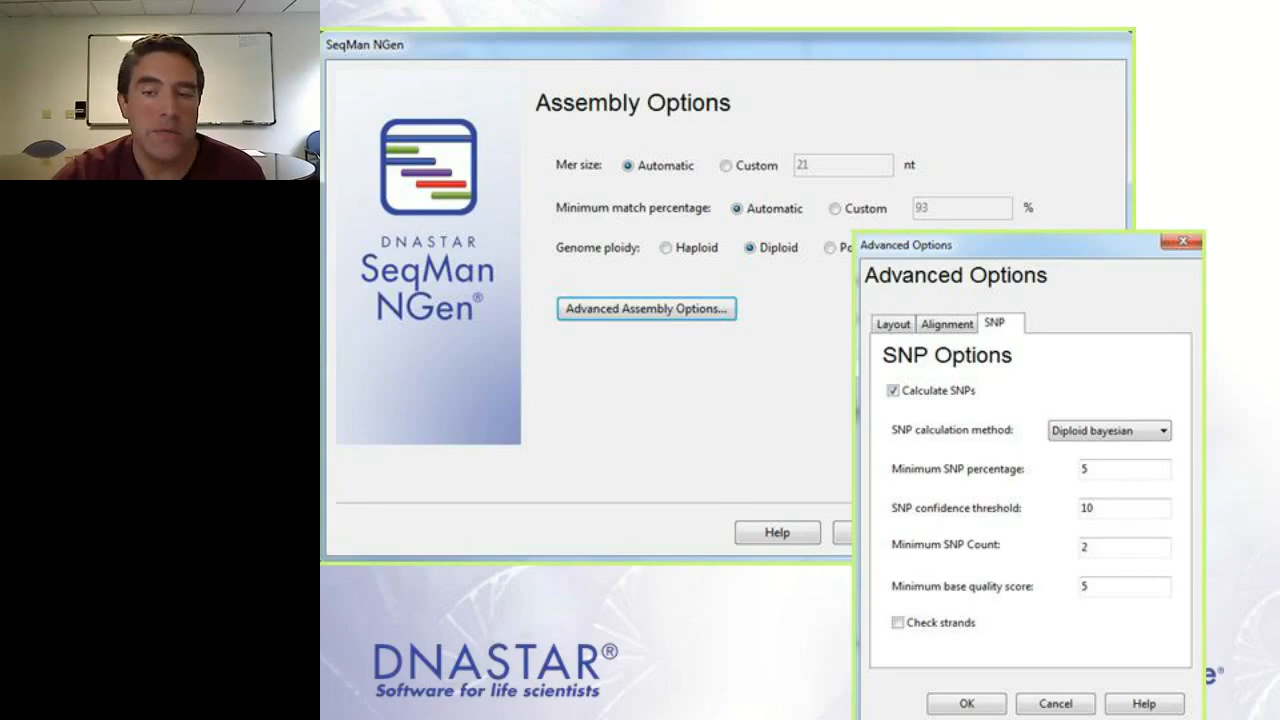 SeqMan NGen
Assembly Options
Mer size: Automatic Custom 21 nt
Minimum match percentage: Automatic Custom 93 %
Genome ploidy: Haploid Diploid
Advanced Assembly Options...
DNASTAR
SeqMan
NGen®
Help
Advanced Options
Advanced Options
Layout Alignment SNP
SNP Options
Calculate SNPs
SNP calculation method: Diploid bayesian
Minimum SNP percentage: 5
SNP confidence threshold: 10
Minimum SNP Count: 2
Minimum base quality score: 5
Check strands
OK Cancel Help
DNASTAR®
Software for life scientists